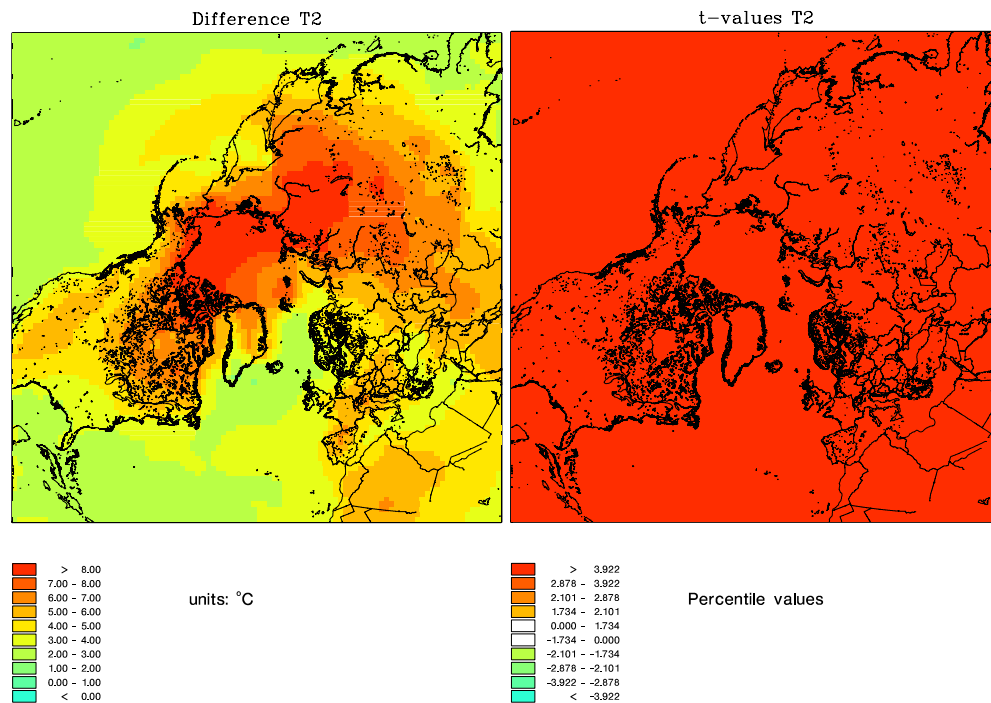 Difference T2
t-values T2
> 8.00
7.00 - 8.00
6.00 - 7.00
5.00 - 6.00
4.00 - 5.00
3.00 - 4.00
2.00 - 3.00
1.00 - 2.00
0.00 - 1.00
< 0.00
units: °C
> 3.922
2.878 - 3.922
2.101 - 2.878
1.734 - 2.101
0.000 - 1.734
-1.734 - 0.000
-2.101 - -1.734
-2.878 - -2.101
-3.922 - -2.878
< -3.922
Percentile values